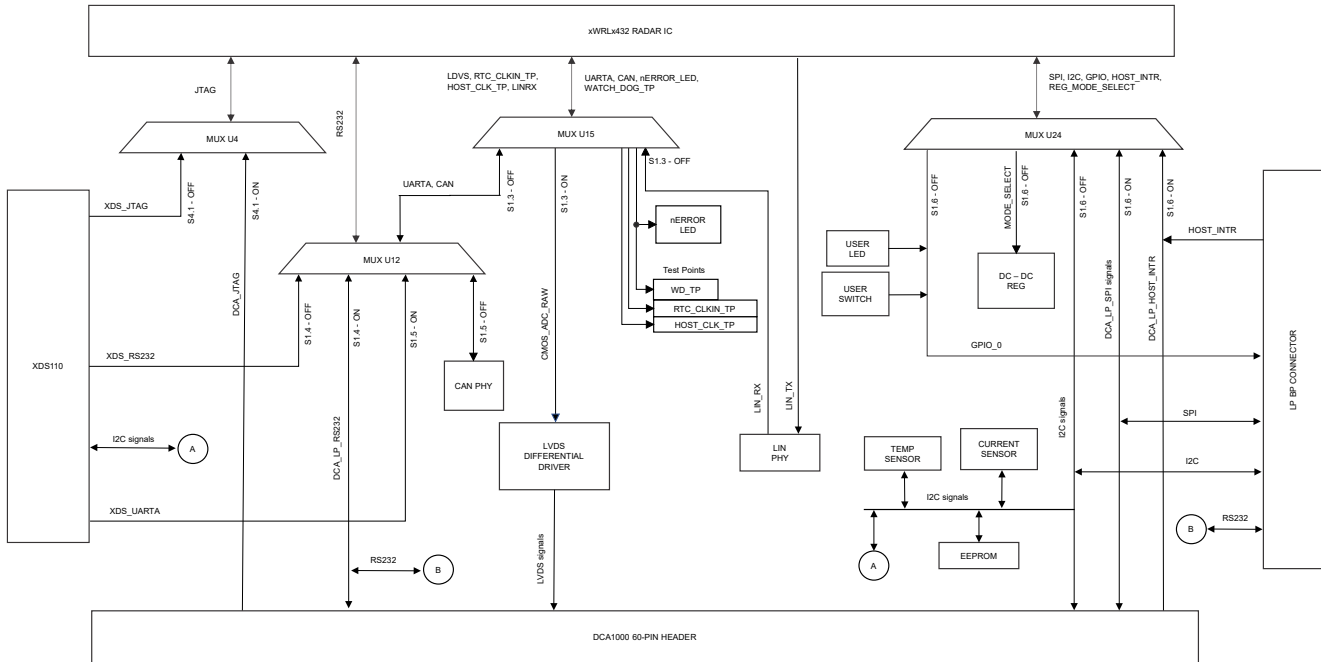 xWRLx432 RADAR IC
JTAG
RS232
LDVS, RTC_CLKIN_TP,
HOST_CLK_TP, LINRX
UARTA, CAN, nERROR_LED,
WATCH_DOG_TP
SPI, I2C, GPIO, HOST_INTR,
REG_MODE_SELECT
MUX U4
MUX U15
MUX U24
XDS_JTAG
S4.1 - OFF
S4.1 - ON
DCA_JTAG
UARTA, CAN
S1.3 - OFF
S1.3 - ON
S1.3 - OFF
CMOS_ADC_RAW
MUX U12
S1.4 - OFF
S1.4 - ON
S1.5 - ON
S1.5 - OFF
nERROR
LED
Test Points
WD_TP
RTC_CLKIN_TP
HOST_CLK_TP
S1.6 - OFF
MODE_SELECT
S1.6 - OFF
S1.6 - OFF
S1.6 - ON
S1.6 - ON
USER
LED
USER
SWITCH
DC – DC
REG
DCA_LP_SPI signals
DCA_LP_HOST_INTR
HOST_INTR
GPIO_0
LP BP CONNECTOR
XDS110
XDS_RS232
CAN PHY
LIN_RX
LIN_TX
I2C signals
A
DCA_LP_RS232
LVDS
DIFFERENTIAL
DRIVER
LIN
PHY
TEMP
SENSOR
CURRENT
SENSOR
I2C signals
SPI
I2C
I2C signals
XDS_UARTA
RS232
B
LVDS signals
A
EEPROM
B
RS232
DCA1000 60-PIN HEADER